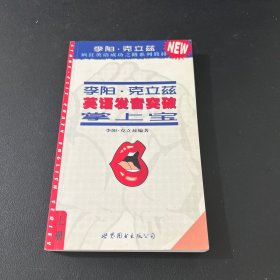 李阳·克立兹
疯狂英语成功之路系列教材
NEW
李阳·克立兹
英语发音突破
掌上宝
李阳·克立兹编著
世界图书出版公司